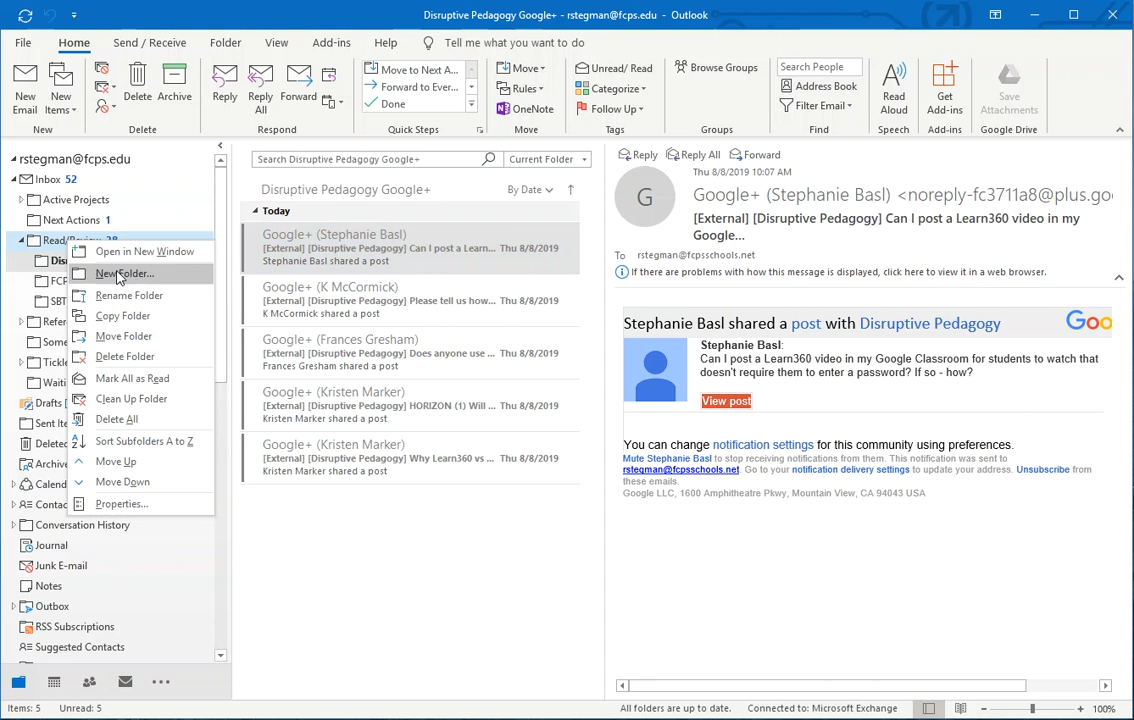 Disruptive Pedagogy Google+ - rstegman@fcps.edu - Outlook
File Home Send / Receive Folder View Add-ins Help Tell me what you want to do
New Email
New Items
Delete
Archive
Reply
Reply All
Forward
Move to Next A...
Forward to Ever...
Done
Move
Rules
OneNote
Unread/ Read
Categorize
Follow Up
Browse Groups
Search People
Address Book
Filter Email
Read Aloud
Get Add-ins
Save Attachments
New Delete Respond Quick Steps Move Tags Groups Find Speech Add-ins Google Drive
rstegman@fcps.edu
Inbox 52
Active Projects
Next Actions 1
Read/Review 28
Dis
FCP
SBT
Refer
Some
Tickle
Waiti
Drafts [
Sent Ite
Deleted
Archive
Calend
Contac
Conversation History
Journal
Junk E-mail
Notes
Outbox
RSS Subscriptions
Suggested Contacts
Open in New Window
New Folder...
Rename Folder
Copy Folder
Move Folder
Delete Folder
Mark All as Read
Clean Up Folder
Delete All
Sort Subfolders A to Z
Move Up
Move Down
Properties...
Search Disruptive Pedagogy Google+ Current Folder
Disruptive Pedagogy Google+ By Date
Today
Google+ (Stephanie Basl)
[External] [Disruptive Pedagogy] Can I post a Learn... Thu 8/8/2019
Stephanie Basl shared a post
Google+ (K McCormick)
[External] [Disruptive Pedagogy] Please tell us how... Thu 8/8/2019
K McCormick shared a post
Google+ (Frances Gresham)
[External] [Disruptive Pedagogy] Does anyone use ... Thu 8/8/2019
Frances Gresham shared a post
Google+ (Kristen Marker)
[External] [Disruptive Pedagogy] HORIZON (1) Will ... Thu 8/8/2019
Kristen Marker shared a post
Google+ (Kristen Marker)
[External] [Disruptive Pedagogy] Why Learn360 vs ... Thu 8/8/2019
Kristen Marker shared a post
Reply Reply All Forward
Thu 8/8/2019 10:07 AM
G
Google+ (Stephanie Basl) <noreply-fc3711a8@plus.goo
[External] [Disruptive Pedagogy] Can I post a Learn360 video in my
Google...
To rstegman@fcpsschools.net
If there are problems with how this message is displayed, click here to view it in a web browser.
Stephanie Basl shared a post with Disruptive Pedagogy Goo
Stephanie Basl:
Can I post a Learn360 video in my Google Classroom for students to watch that
doesn't require them to enter a password? If so - how?
View post
You can change notification settings for this community using preferences.
Mute Stephanie Basl to stop receiving notifications from them. This notification was sent to
rstegman@fcpsschools.net. Go to your notification delivery settings to update your address. Unsubscribe from
these emails.
Google LLC, 1600 Amphitheatre Pkwy, Mountain View, CA 94043 USA
Items: 5 Unread: 5 All folders are up to date. Connected to: Microsoft Exchange 100%